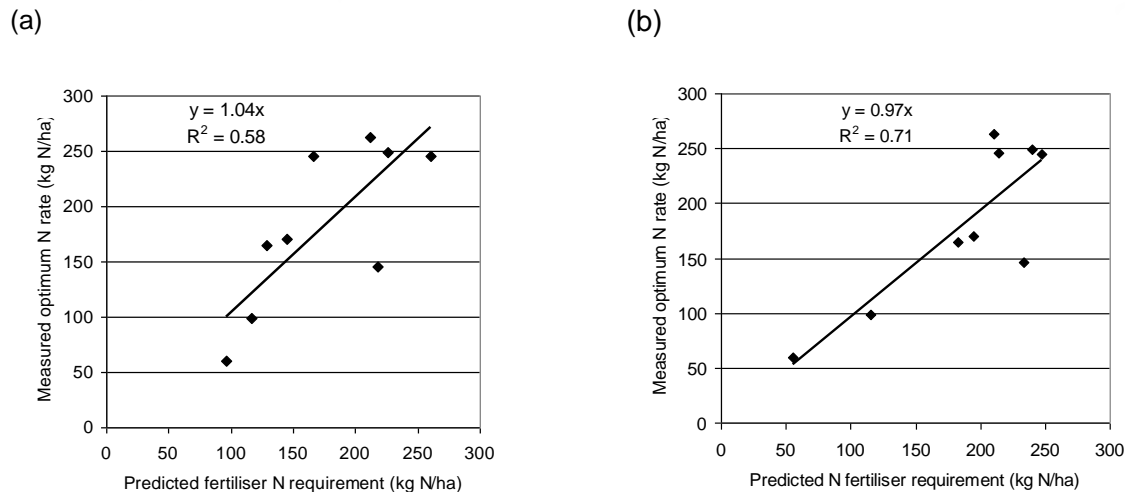 (a)
y = 1.04x
R² = 0.58
Measured optimum N rate (kg N/ha)
300
250
200
150
100
50
0
0 50 100 150 200 250 300
Predicted fertiliser N requirement (kg N/ha)
(b)
y = 0.97x
R² = 0.71
Measured optimum N rate (kg N/ha)
300
250
200
150
100
50
0
0 50 100 150 200 250 300
Predicted N fertiliser requirement (kg N/ha)